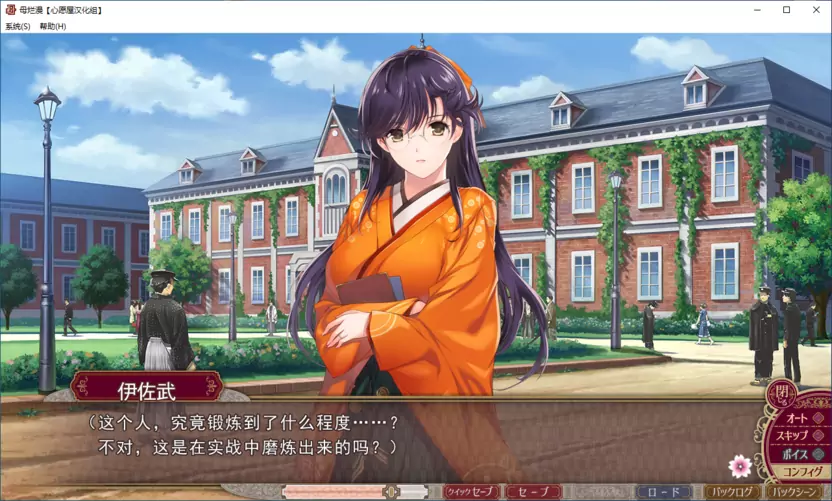 母烂漫【心愿屋汉化组】
系统(S) 帮助(H)
伊佐武
（这个人，究竟锻炼到了什么程度……？
不对，这是在实战中磨炼出来的吗？）
閉じる
オート
スキップ
ボイス
コンフィグ
クイックセーブ
セーブ
ロード
バックログ
バックシーン